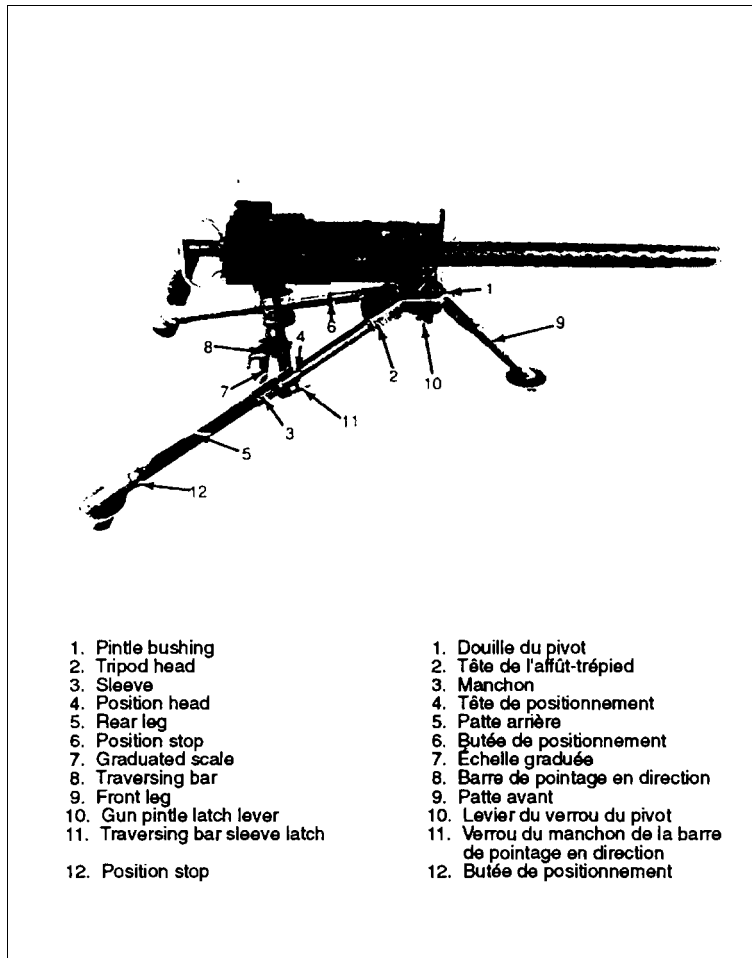 1
6
9
8
4
2
10
7
11
3
5
12
1. Pintle bushing
2. Tripod head
3. Sleeve
4. Position head
5. Rear leg
6. Position stop
7. Graduated scale
8. Traversing bar
9. Front leg
10. Gun pintle latch lever
11. Traversing bar sleeve latch
12. Position stop
1. Douille du pivot
2. Tête de l'affût-trépied
3. Manchon
4. Tête de positionnement
5. Patte arrière
6. Butée de positionnement
7. Échelle graduée
8. Barre de pointage en direction
9. Patte avant
10. Levier du verrou du pivot
11. Verrou du manchon de la barre
de pointage en direction
12. Butée de positionnement